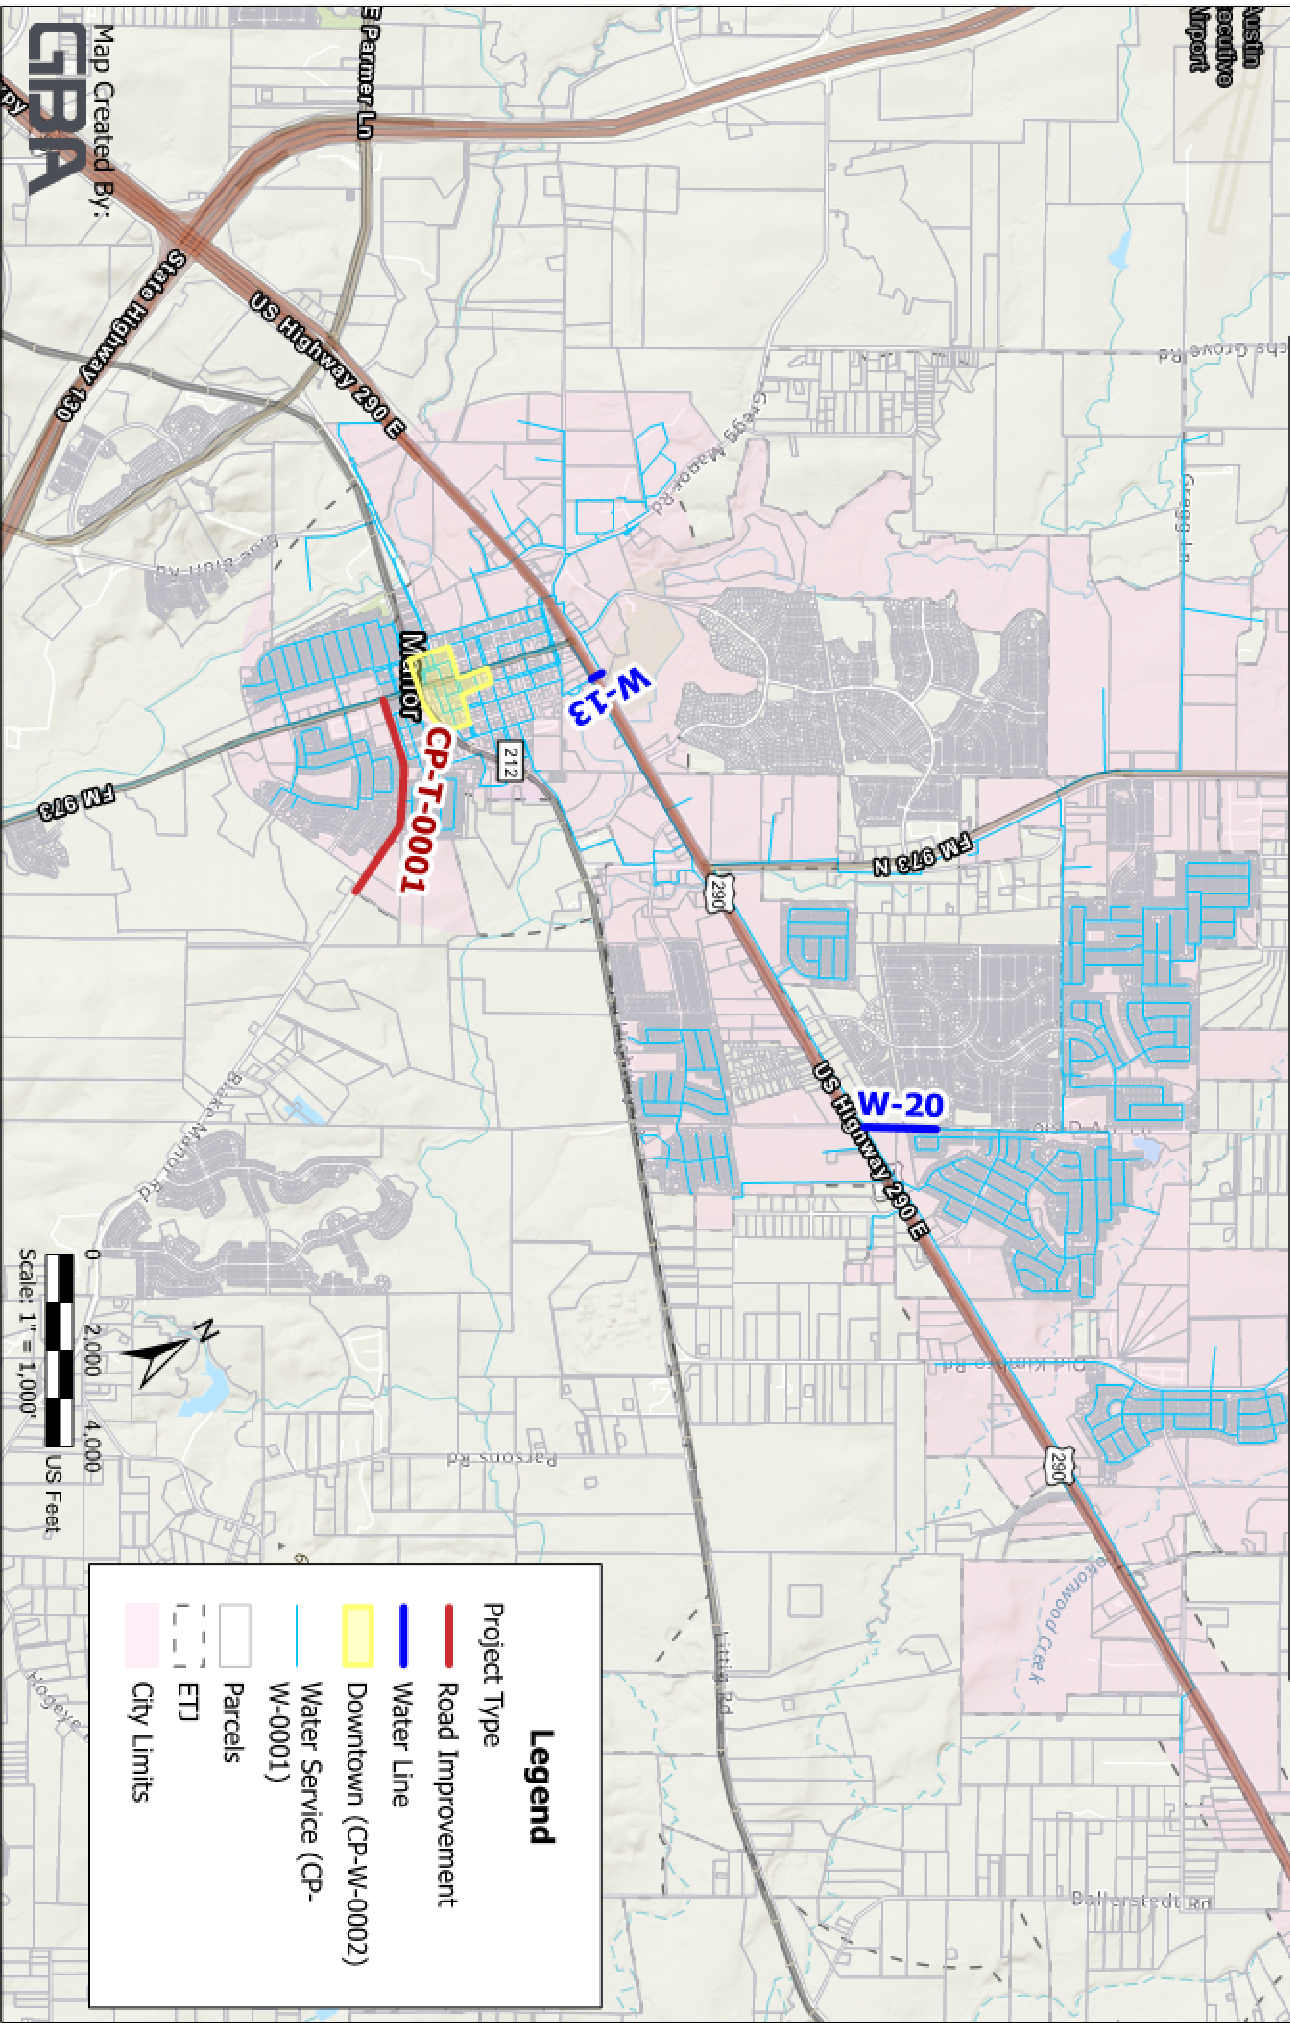 Austin
Executive
Airport
E Parmer Ln
Map Created By:
GBA
State Highway 130
US Highway 290 E
Gregg Manor Rd
Gregg Ln
Blue Bluff Rd
Manor
W-13
212
CP-T-0001
FM 973
FM 973 N
290
US Highway 290 E
W-20
Blake Manor Rd
Old Kimbro Rd
290
Parsons Rd
Cottonwood Creek
Littig Rd
Ballerstedt Rd
Hogeye
N
0 2,000 4,000
US Feet
Scale: 1" = 1,000'
Legend
Project Type
Road Improvement
Water Line
Downtown (CP-W-0002)
Water Service (CP-
W-0001)
Parcels
ETJ
City Limits